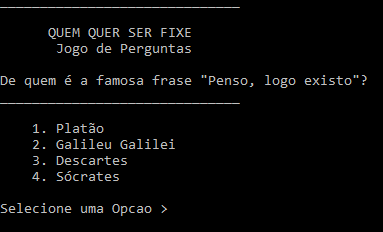 QUEM QUER SER FIXE
Jogo de Perguntas
De quem é a famosa frase "Penso, logo existo"?
1. Platão
2. Galileu Galilei
3. Descartes
4. Sócrates
Selecione uma Opcao >